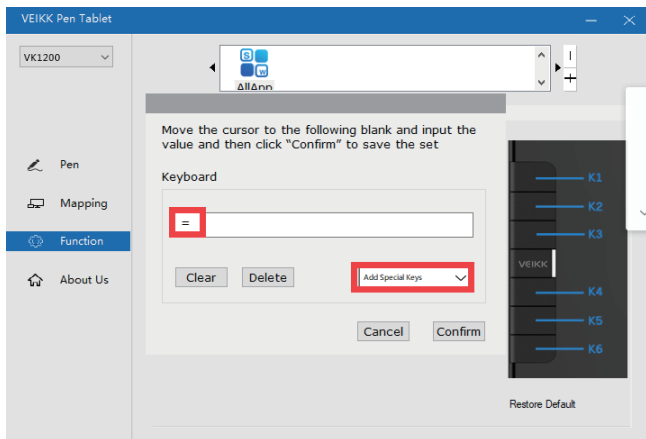 VEIKK Pen Tablet
VK1200
S
W
AllApp
Move the cursor to the following blank and input the
value and then click “Confirm” to save the set
Keyboard
=
Clear
Delete
Add Special Keys
Cancel
Confirm
Pen
Mapping
Function
About Us
K1
K2
K3
VEIKK
K4
K5
K6
Restore Default